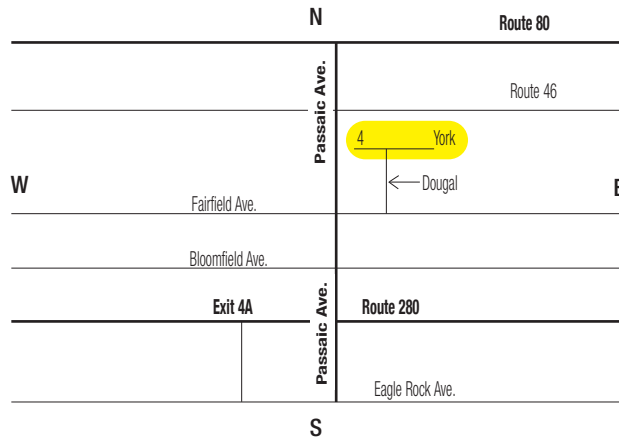 N
Route 80
Passaic Ave.
Route 46
4 York
W
Dougal
E
Fairfield Ave.
Bloomfield Ave.
Exit 4A
Passaic Ave.
Route 280
Eagle Rock Ave.
S